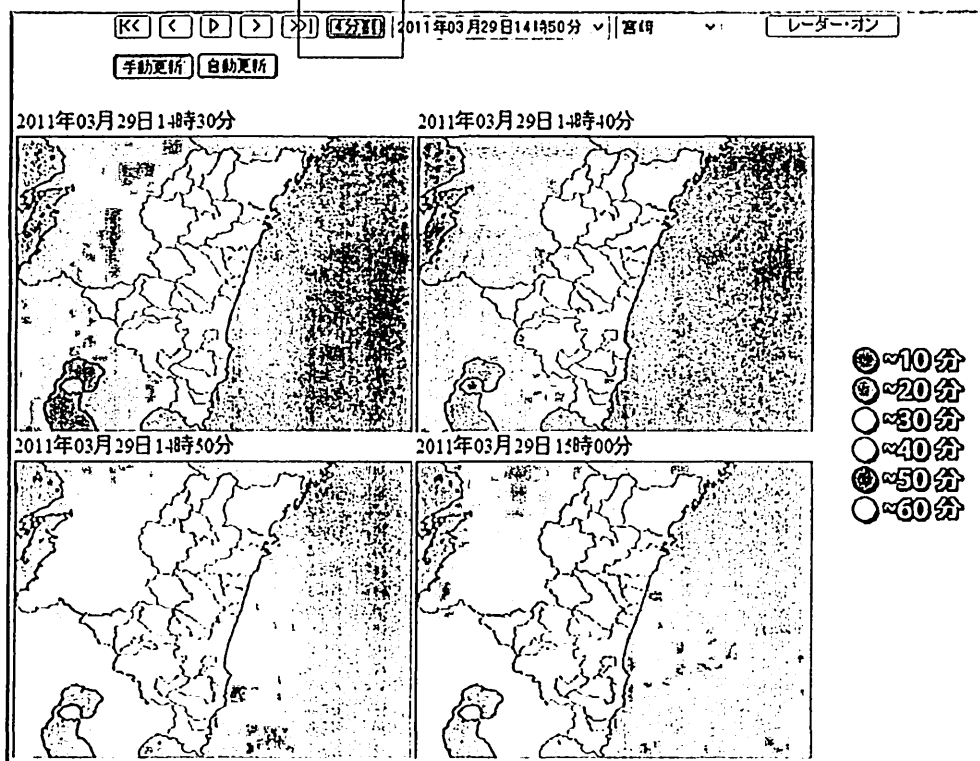 K<< < ▷ > >>| 4分割 2011年03月29日14時50分 宮崎 レーダー・オン
手動更新 自動更新
2011年03月29日14時30分 2011年03月29日14時40分
~10分
~20分
~30分
~40分
~50分
~60分
2011年03月29日14時50分 2011年03月29日15時00分